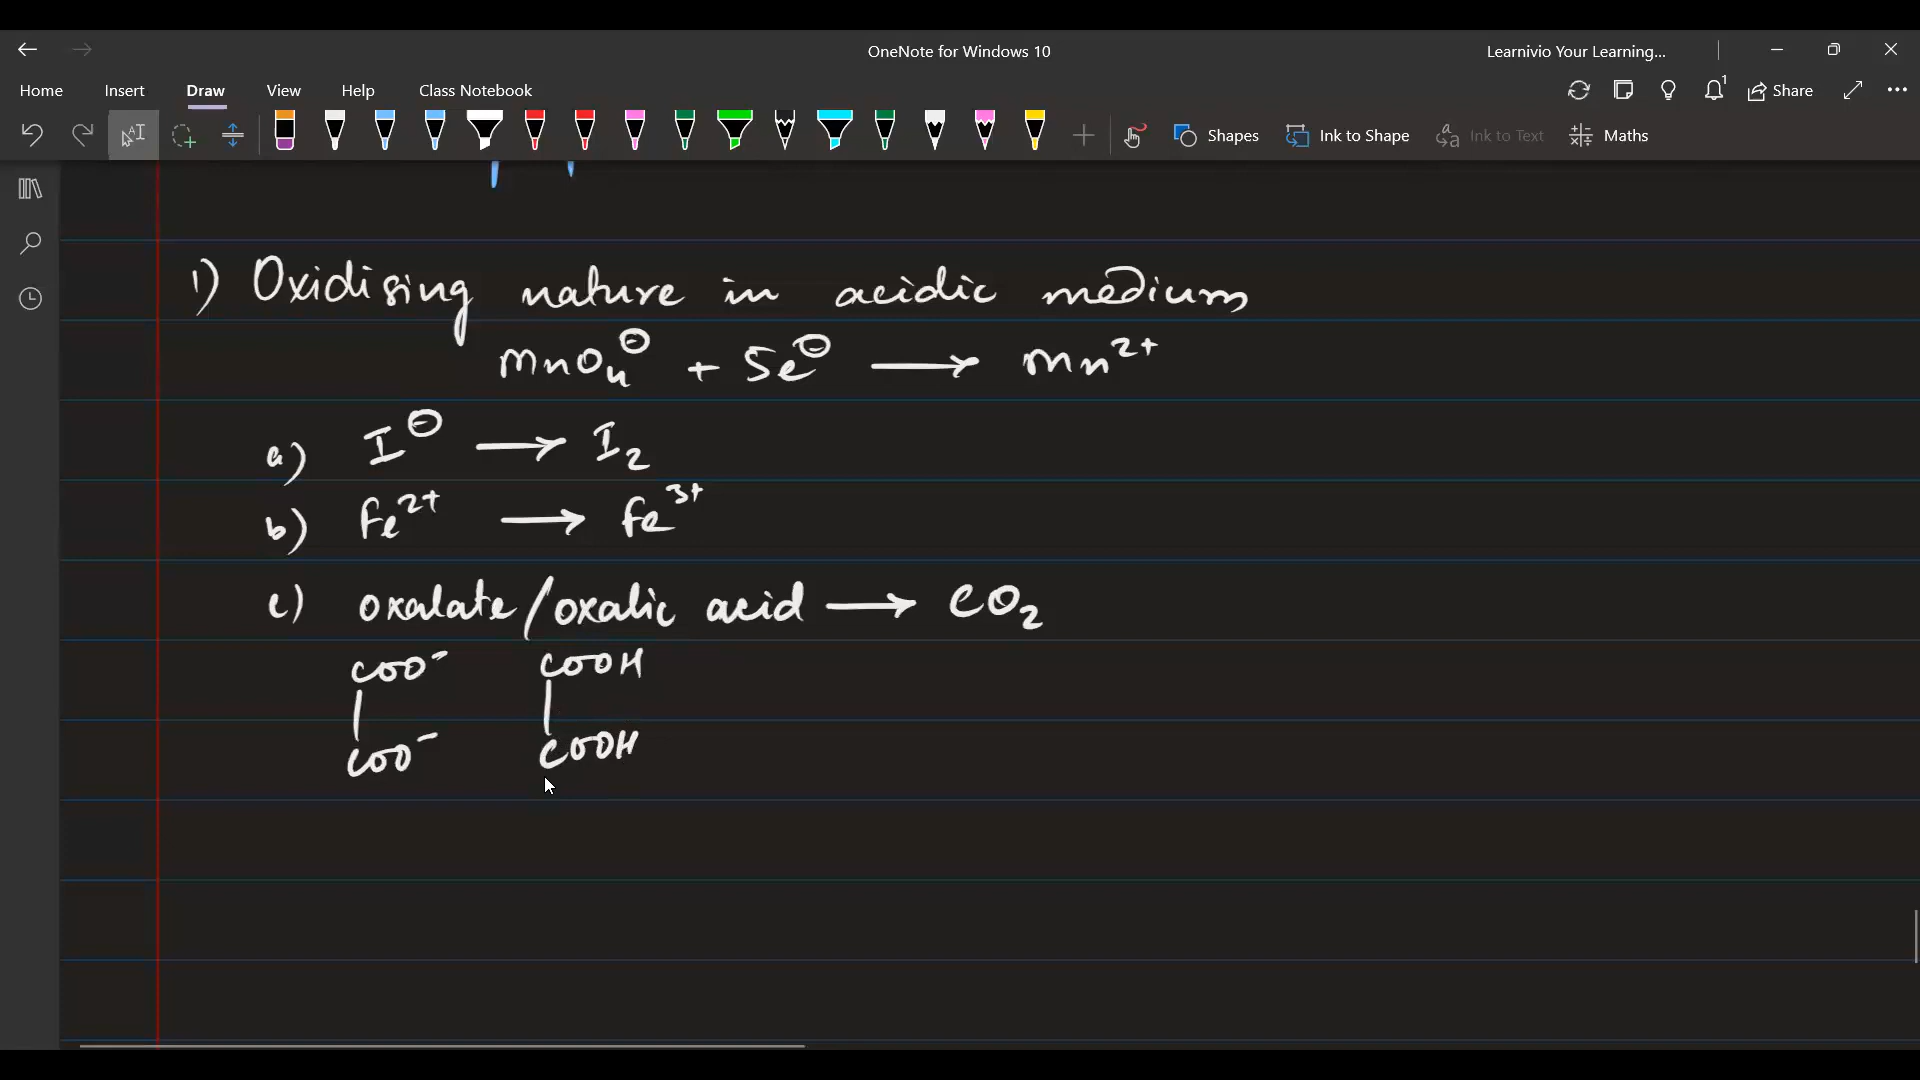 OneNote for Windows 10
Learnivio Your Learning...
Home Insert Draw View Help Class Notebook
1
Share
Shapes Ink to Shape Ink to Text Maths
1) Oxidising nature in acidic medium
MnO₄⊖ + 5e⊖ → Mn²⁺
a) I⊖ → I₂
b) Fe²⁺ → Fe³⁺
c) oxalate/oxalic acid → CO₂
COO⁻ COOH
COO⁻ COOH